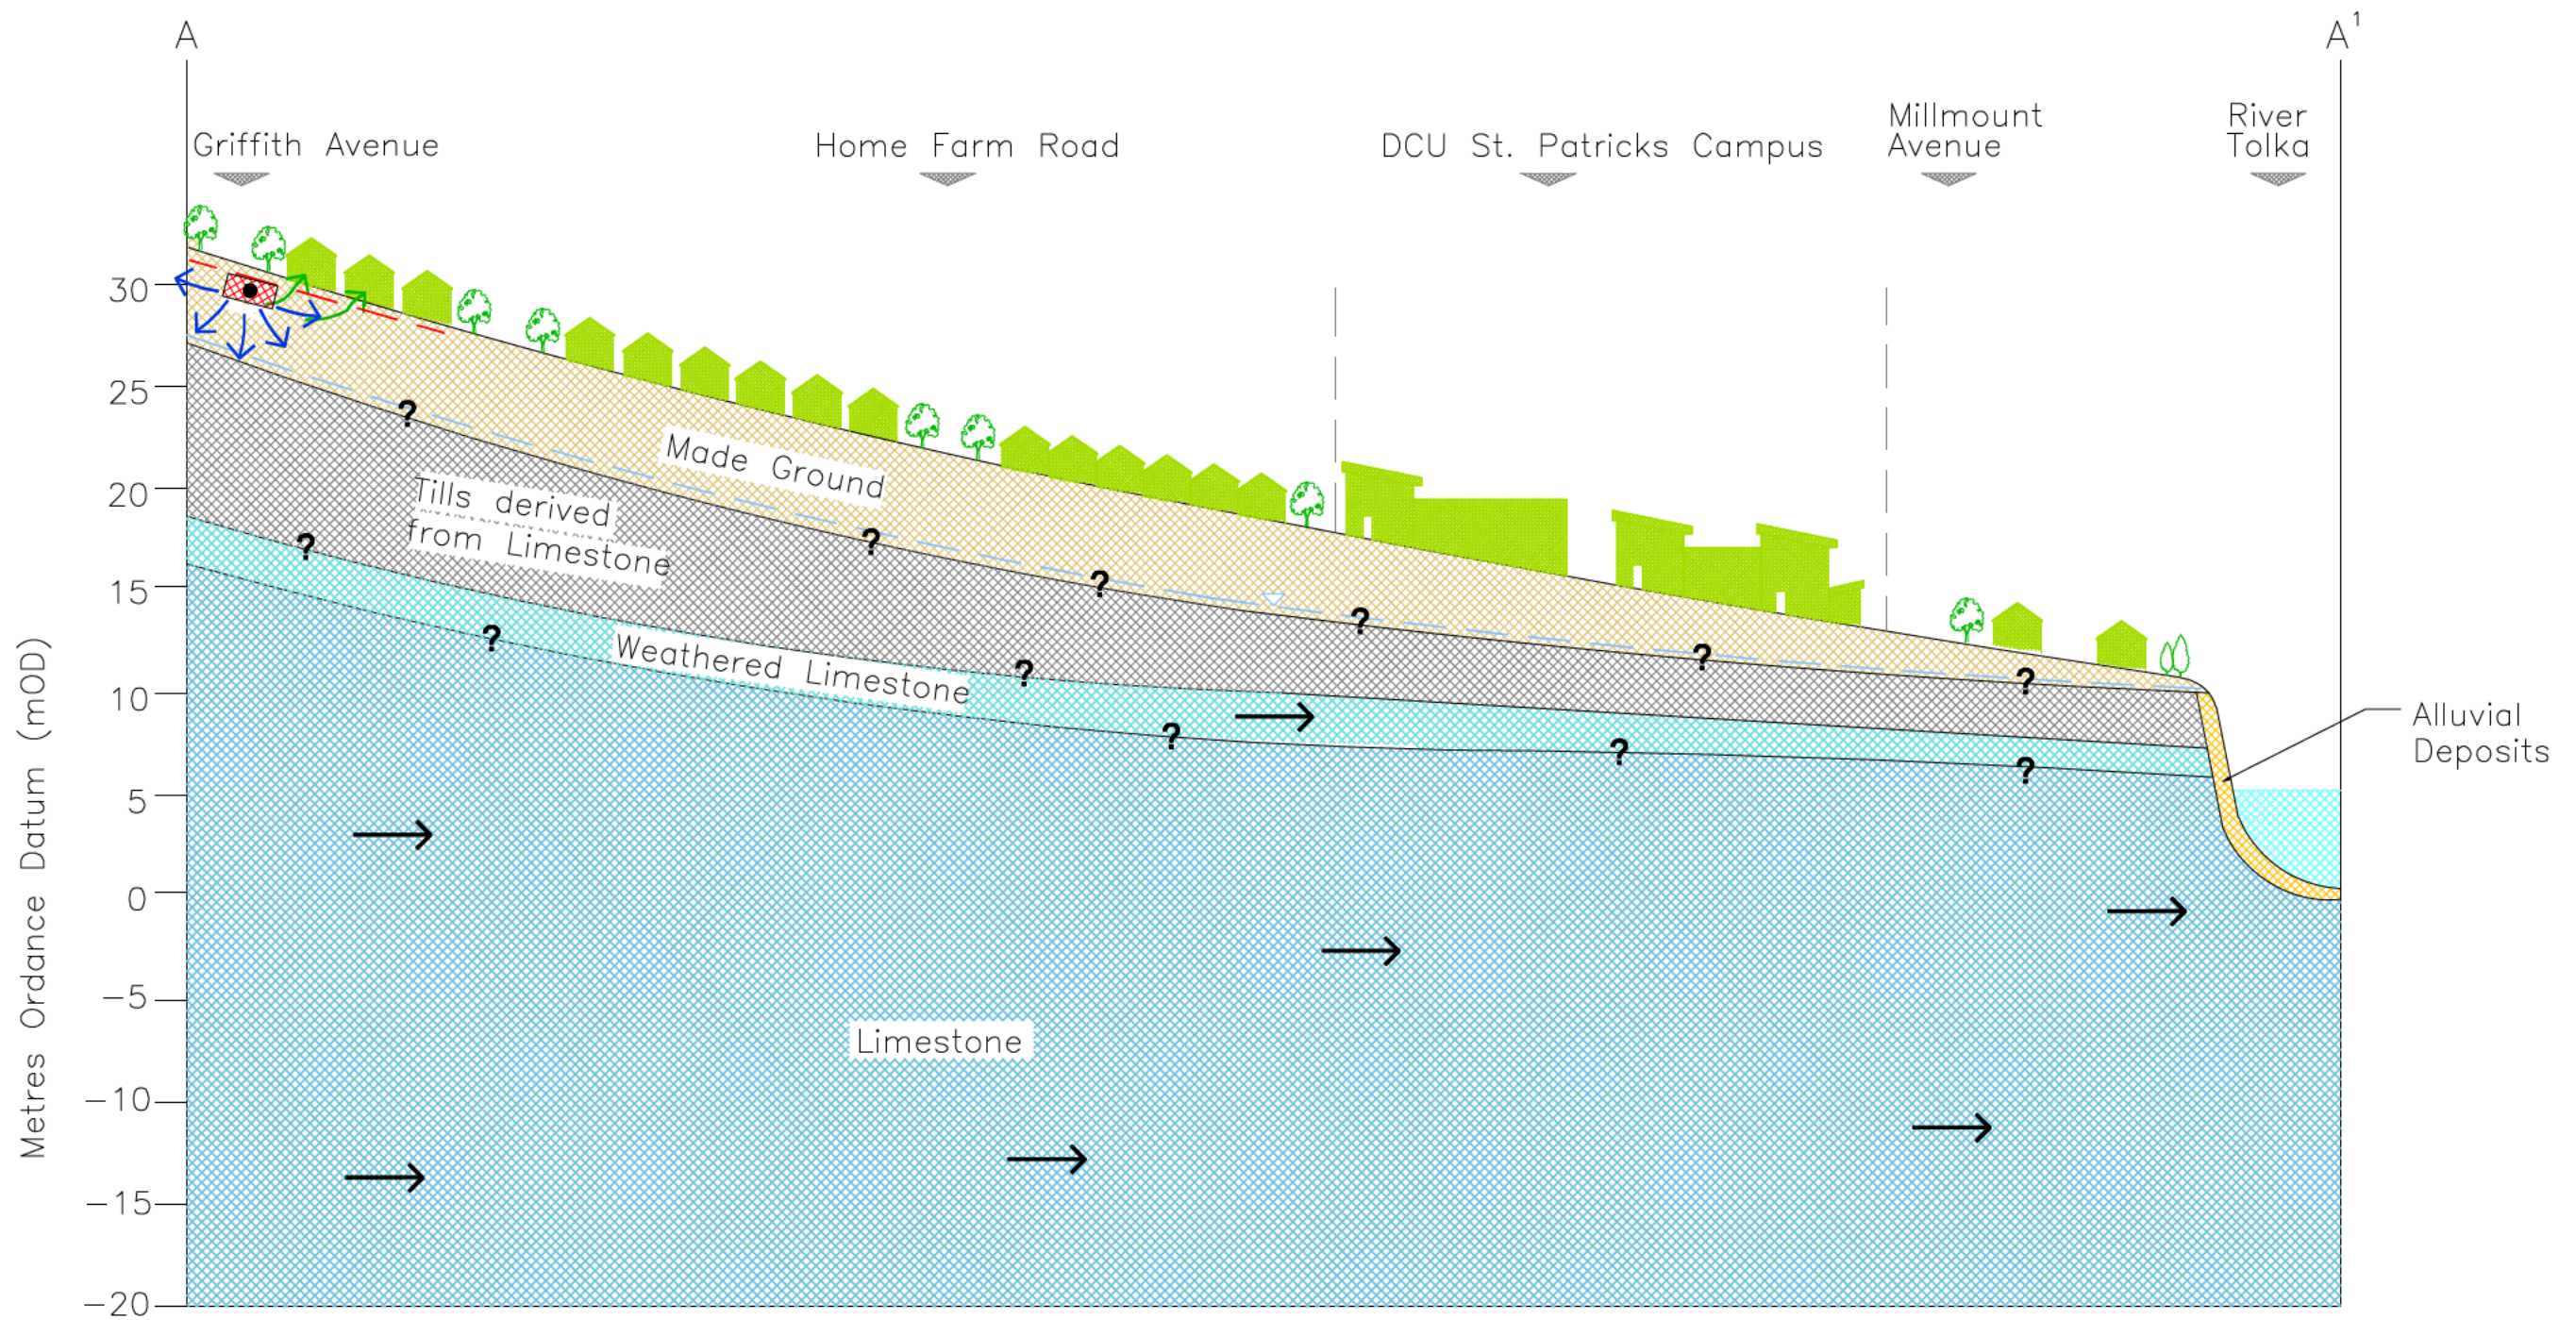 A
A¹
Griffith Avenue
Home Farm Road
DCU St. Patricks Campus
Millmount
Avenue
River
Tolka
30
25
20
15
10
5
0
-5
-10
-15
-20
Metres Ordance Datum (mOD)
Made Ground
Tills derived
from Limestone
Weathered Limestone
Limestone
Alluvial
Deposits
?
?
?
?
?
?
?
?
?
?
?
?
?